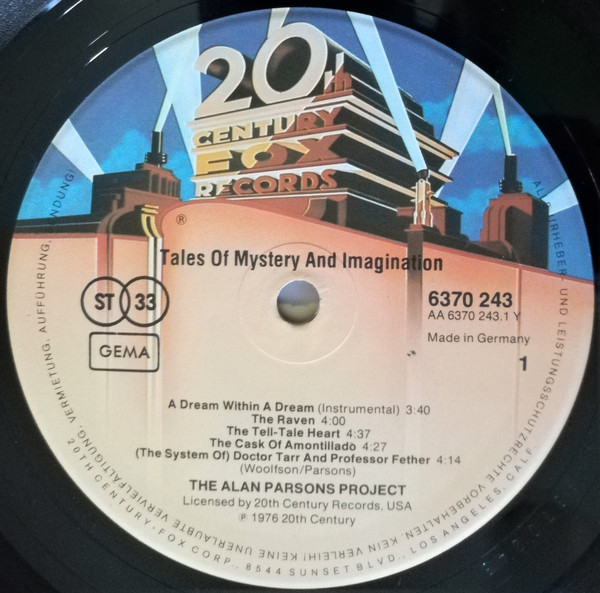 20th
CENTURY
FOX
RECORDS
®
Tales Of Mystery And Imagination
ST 33
GEMA
6370 243
AA 6370 243.1 Y
Made in Germany
1
A Dream Within A Dream (Instrumental) 3:40
The Raven 4:00
The Tell-Tale Heart 4:37
The Cask Of Amontillado 4:27
(The System Of) Doctor Tarr And Professor Fether 4:14
(Woolfson/Parsons)
THE ALAN PARSONS PROJECT
Licensed by 20th Century Records, USA
℗ 1976 20th Century
UND LEISTUNGSSCHUTZRECHTE VORBEHALTEN. KEIN VERLEIH! KEINE UNERLAUBTE VERVIELFÄLTIGUNG, VERMIETUNG, AUFFÜHRUNG,
20TH CENTURY-FOX CORP., 8544 SUNSET BLVD., LOS ANGELES, CALIF.